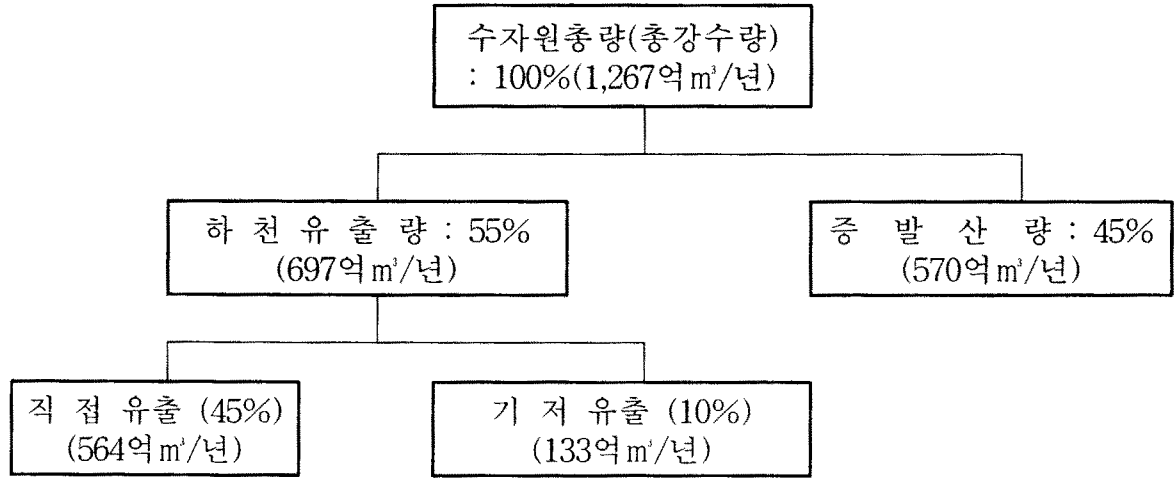 수자원총량(총강수량)
: 100%(1,267억㎥/년)
하 천 유 출 량 : 55%
(697억㎥/년)
증 발 산 량 : 45%
(570억㎥/년)
직 접 유출 (45%)
(564억㎥/년)
기 저 유출 (10%)
(133억㎥/년)